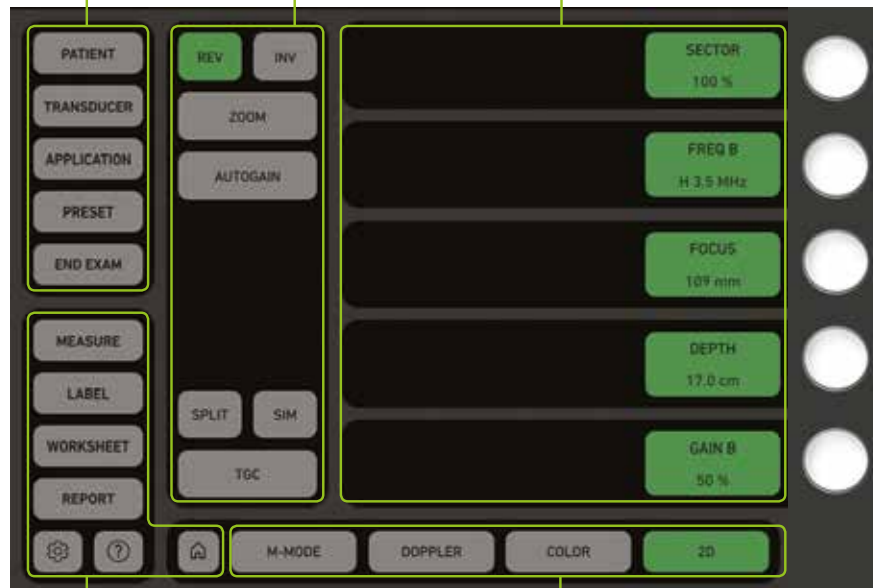 PATIENT
TRANSDUCER
APPLICATION
PRESET
END EXAM
MEASURE
LABEL
WORKSHEET
REPORT
?
REV INV
ZOOM
AUTOGAIN
SPLIT SIM
TGC
SECTOR
100 %
FREQ B
H 3.5 MHz
FOCUS
109 mm
DEPTH
17.0 cm
GAIN B
50 %
M-MODE DOPPLER COLOR 2D